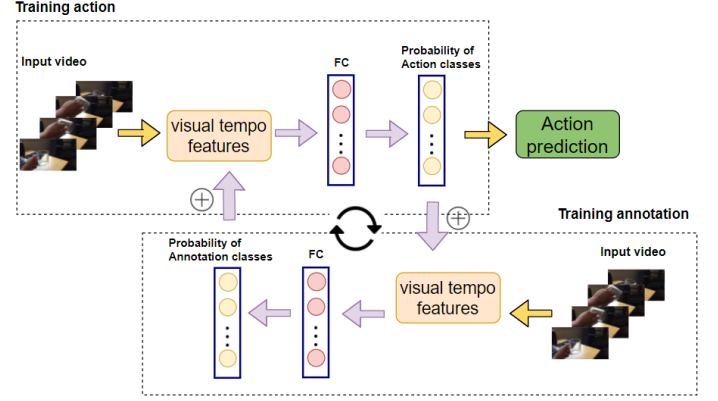 Training action
Input video
FC
Probability of
Action classes
visual tempo
features
Action
prediction
Training annotation
Probability of
Annotation classes
FC
Input video
visual tempo
features